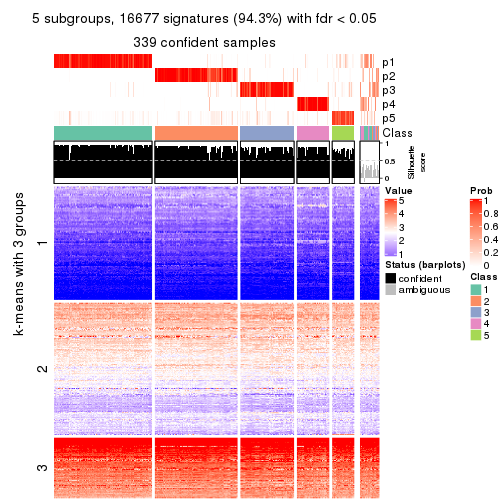 5 subgroups, 16677 signatures (94.3%) with fdr < 0.05
339 confident samples
p1
p2
p3
p4
p5
Class
1
0.5
0
Silhouette
score
k-means with 3 groups
1
2
3
Value
5
4
3
2
1
Status (barplots)
confident
ambiguous
Prob
1
0.8
0.6
0.4
0.2
0
Class
1
2
3
4
5